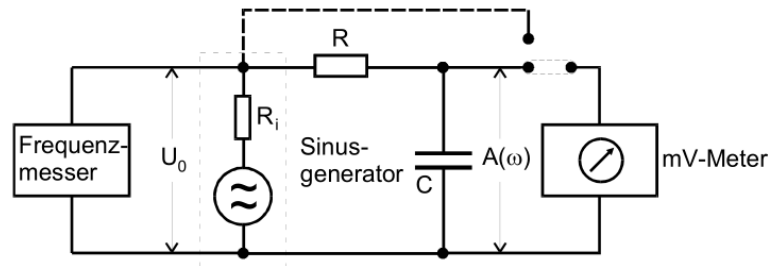 R
Frequenz-
messer
U0
Ri
Sinus-
generator
C
A(ω)
mV-Meter